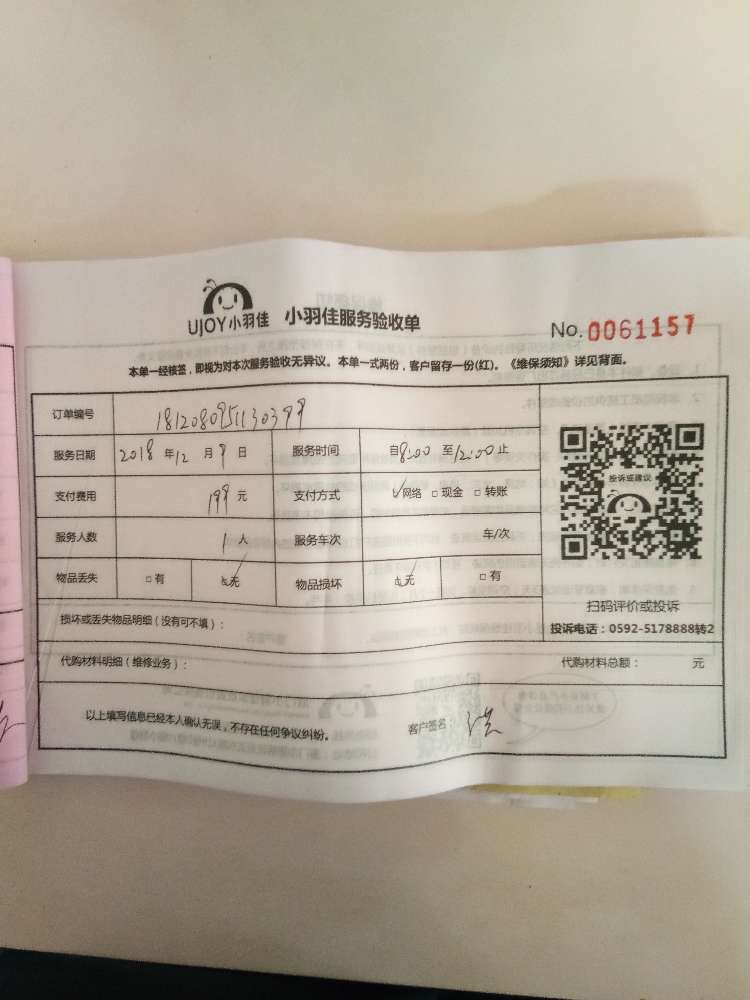 UJOY小羽佳 小羽佳服务验收单 No. 0061157
本单一经核签，即视为对本次服务验收无异议。本单一式两份，客户留存一份(红)。《维保须知》详见背面。
订单编号 1812080951130399
服务日期 2018 年 12 月 9 日 服务时间 自8:00 至12:00止
支付费用 199 元 支付方式 ☑网络 □现金 □转账
服务人数 1 人 服务车次 车/次
物品丢失 □有 ☑无 物品损坏 ☑无 □有
投诉或建议
扫码评价或投诉
投诉电话：0592-5178888转2
损坏或丢失物品明细（没有可不填）：
代购材料明细（维修业务）： 代购材料总额： 元
以上填写信息已经本人确认无误，不存在任何争议纠纷。 客户签名：